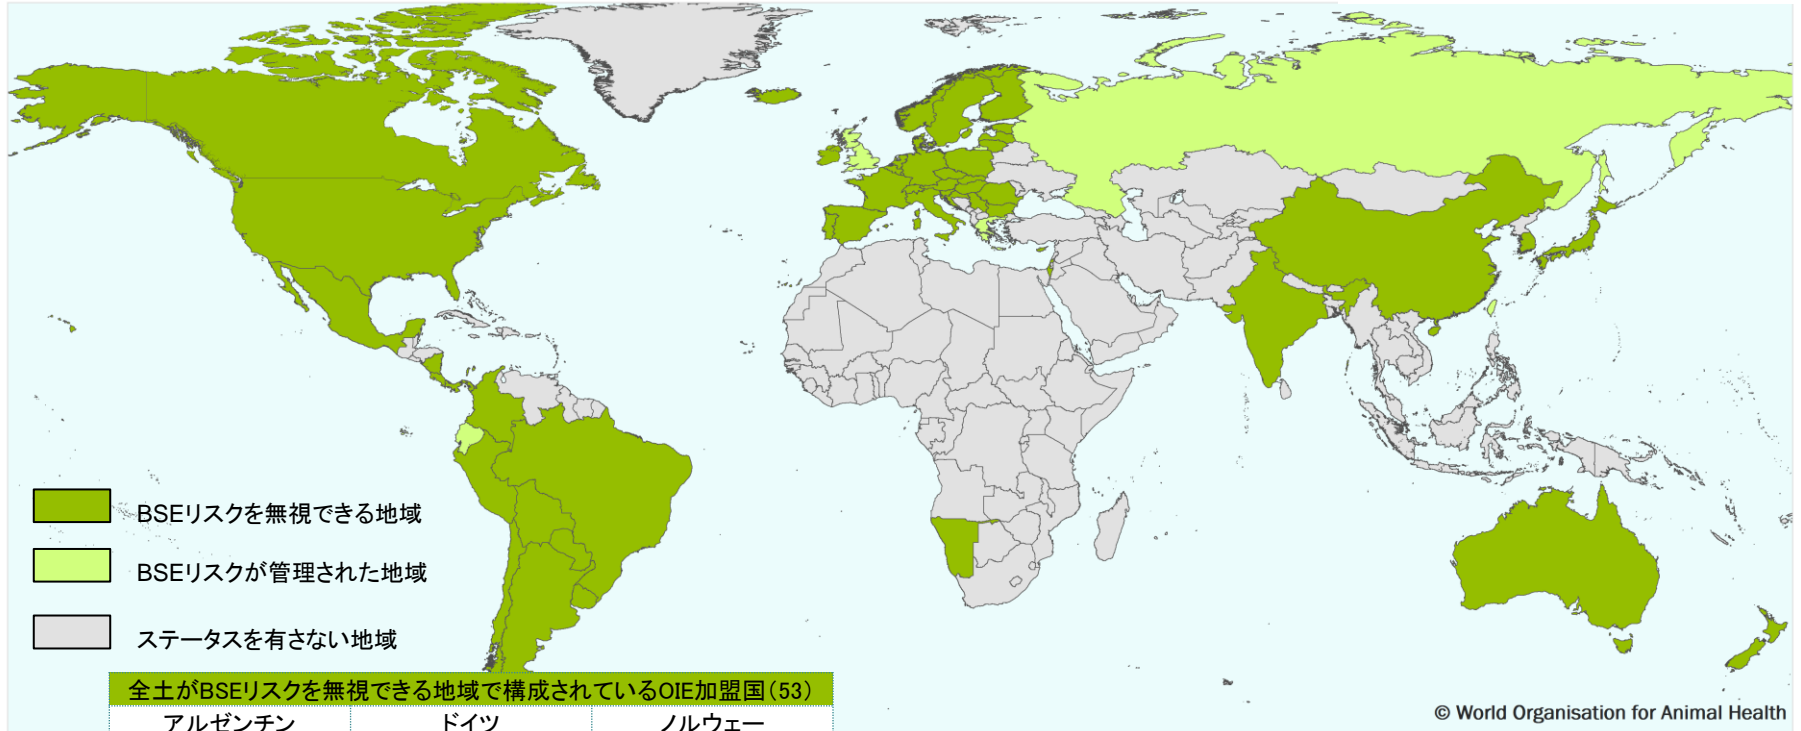 BSEリスクを無視できる地域
BSEリスクが管理された地域
ステータスを有さない地域
全土がBSEリスクを無視できる地域で構成されているOIE加盟国(53)
アルゼンチン ドイツ ノルウェー
© World Organisation for Animal Health